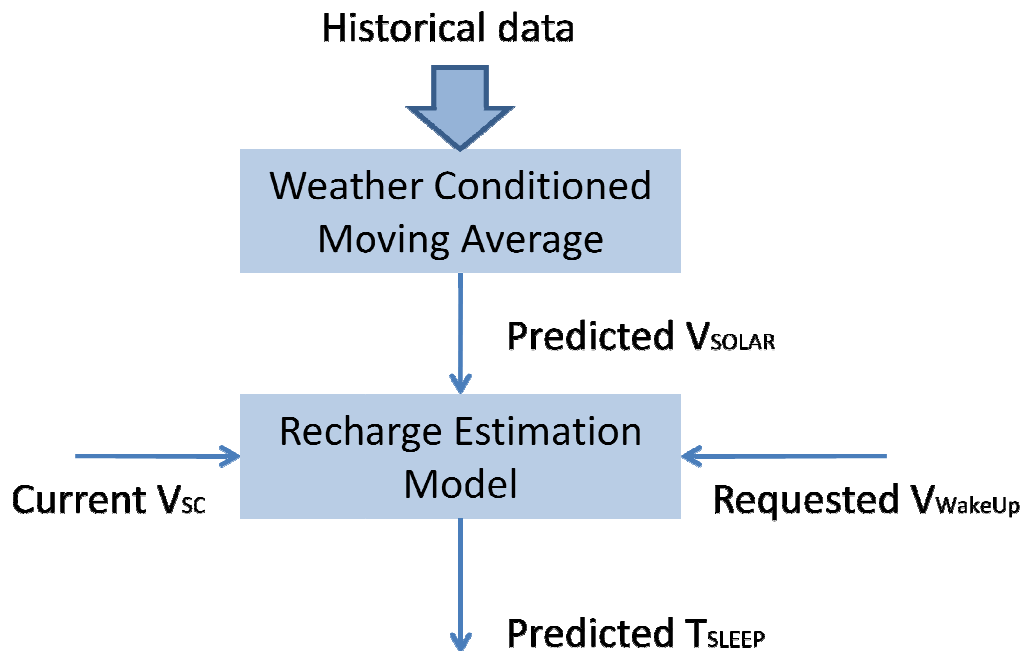 Historical data
Weather Conditioned
Moving Average
Predicted VSOLAR
Recharge Estimation
Model
Current VSC
Requested VWakeUp
Predicted TSLEEP